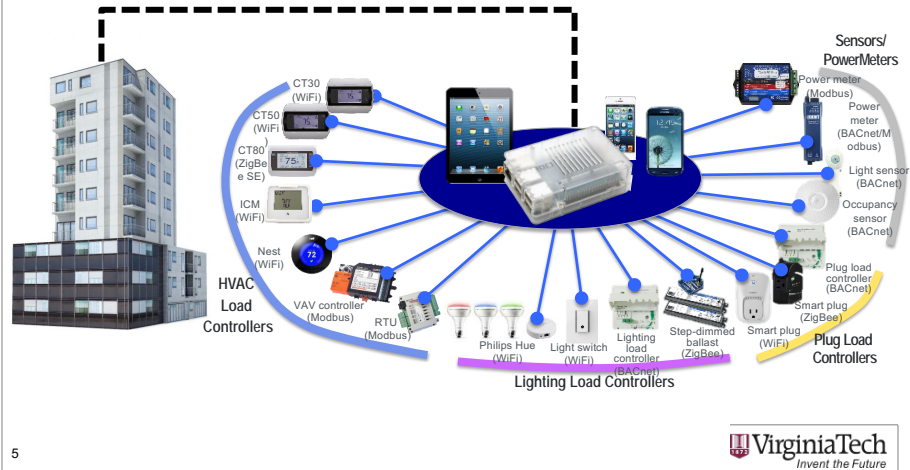 Sensors/
PowerMeters
CT30
(WiFi)
CT50
(WiFi
CT80
(ZigBe
e SE)
75
ICM
(WiFi)
Nest
(WiFi)
72
HVAC
Load
Controllers
VAV controller
(Modbus)
RTU
(Modbus)
Philips Hue
(WiFi)
Light switch
(WiFi)
Lighting
load
controller
(BACnet)
Step-dimmed
ballast
(ZigBee)
Smart plug
(WiFi)
Lighting Load Controllers
Power meter
(Modbus)
Power
meter
(BACnet/M
odbus)
Light sensor
(BACnet)
Occupancy
sensor
(BACnet)
Plug load
controller
(BACnet)
Smart plug
(ZigBee)
Plug Load
Controllers
12:45
5
1872
VirginiaTech
Invent the Future